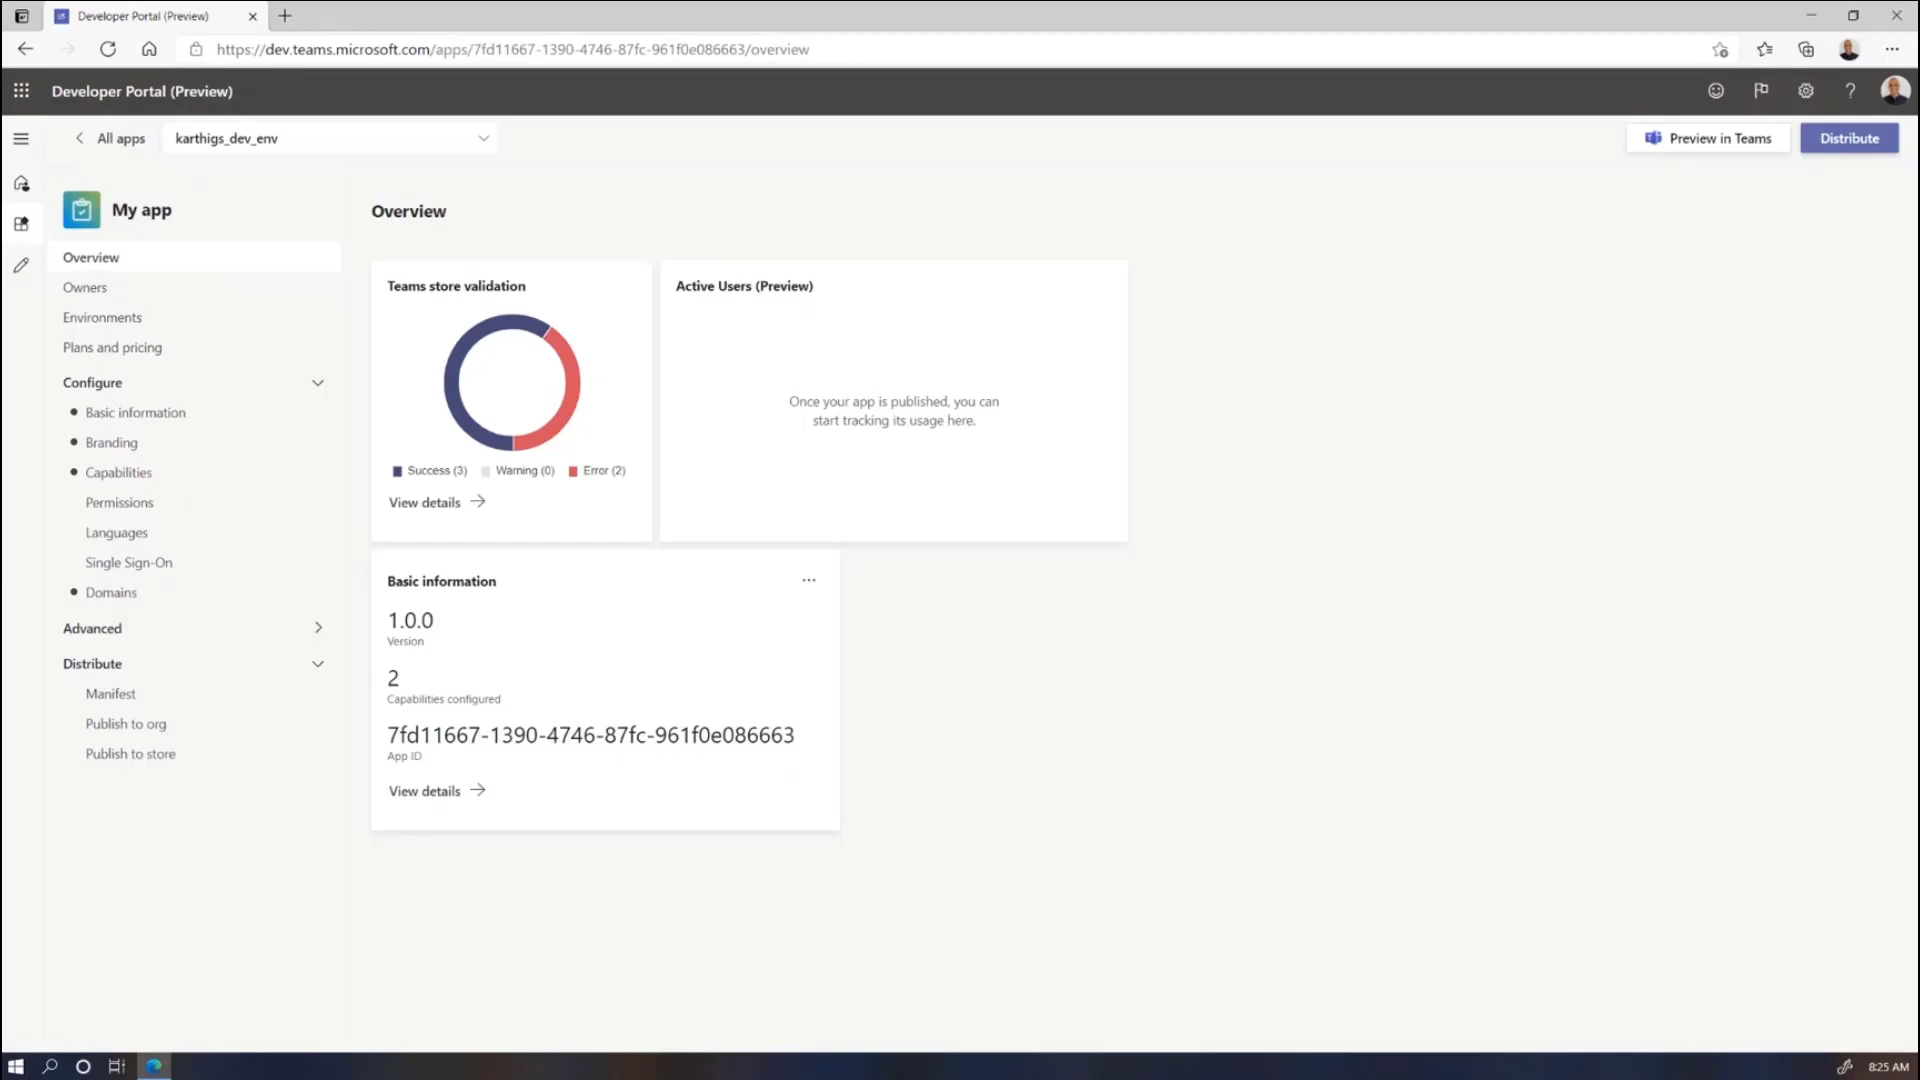 Developer Portal (Preview)
https://dev.teams.microsoft.com/apps/7fd11667-1390-4746-87fc-961f0e086663/overview
Developer Portal (Preview)
All apps
karthigs_dev_env
Preview in Teams
Distribute
My app
Overview
Owners
Environments
Plans and pricing
Configure
Basic information
Branding
Capabilities
Permissions
Languages
Single Sign-On
Domains
Advanced
Distribute
Manifest
Publish to org
Publish to store
Overview
Teams store validation
Success (3) Warning (0) Error (2)
View details
Active Users (Preview)
Once your app is published, you can
start tracking its usage here.
Basic information
1.0.0
Version
2
Capabilities configured
7fd11667-1390-4746-87fc-961f0e086663
App ID
View details
8:25 AM